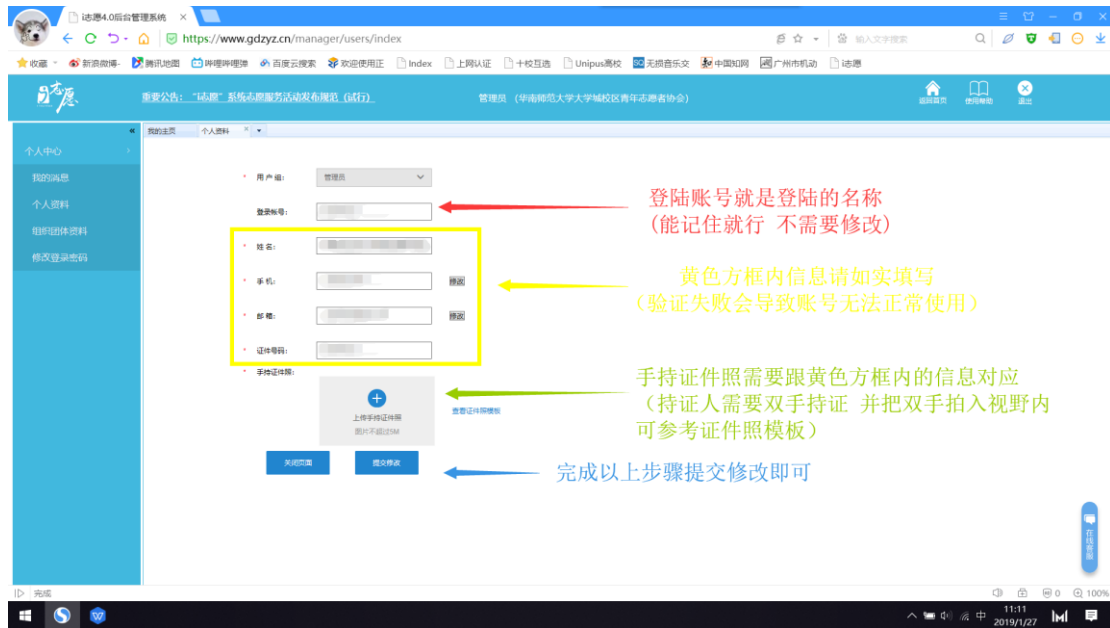 i志愿4.0后台管理系统
https://www.gdzyz.cn/manager/users/index
输入文字搜索
收藏 新浪微博- 腾讯地图 哔哩哔哩弹 百度云搜索 欢迎使用正 Index 上网认证 十校互选 Unipus高校 无损音乐交 中国知网 广州市机动 i志愿
i志愿 重要公告：“i志愿”系统志愿服务活动发布规范（试行） 管理员（华南师范大学大学城校区青年志愿者协会） 返回首页 使用帮助 退出
我的主页 个人资料
个人中心
我的消息
个人资料
组织团体资料
修改登录密码
* 用户组: 管理员
登录帐号:
登陆账号就是登陆的名称
(能记住就行 不需要修改)
* 姓名:
* 手机: 修改
黄色方框内信息请如实填写
（验证失败会导致账号无法正常使用）
* 邮箱: 修改
* 证件号码:
* 手持证件照:
上传手持证件照
图片不超过5M
查看证件照模板
手持证件照需要跟黄色方框内的信息对应
（持证人需要双手持证 并把双手拍入视野内
可参考证件照模板）
关闭页面 提交修改
完成以上步骤提交修改即可
在线客服
完成
0 100%
中 11:11
2019/1/27